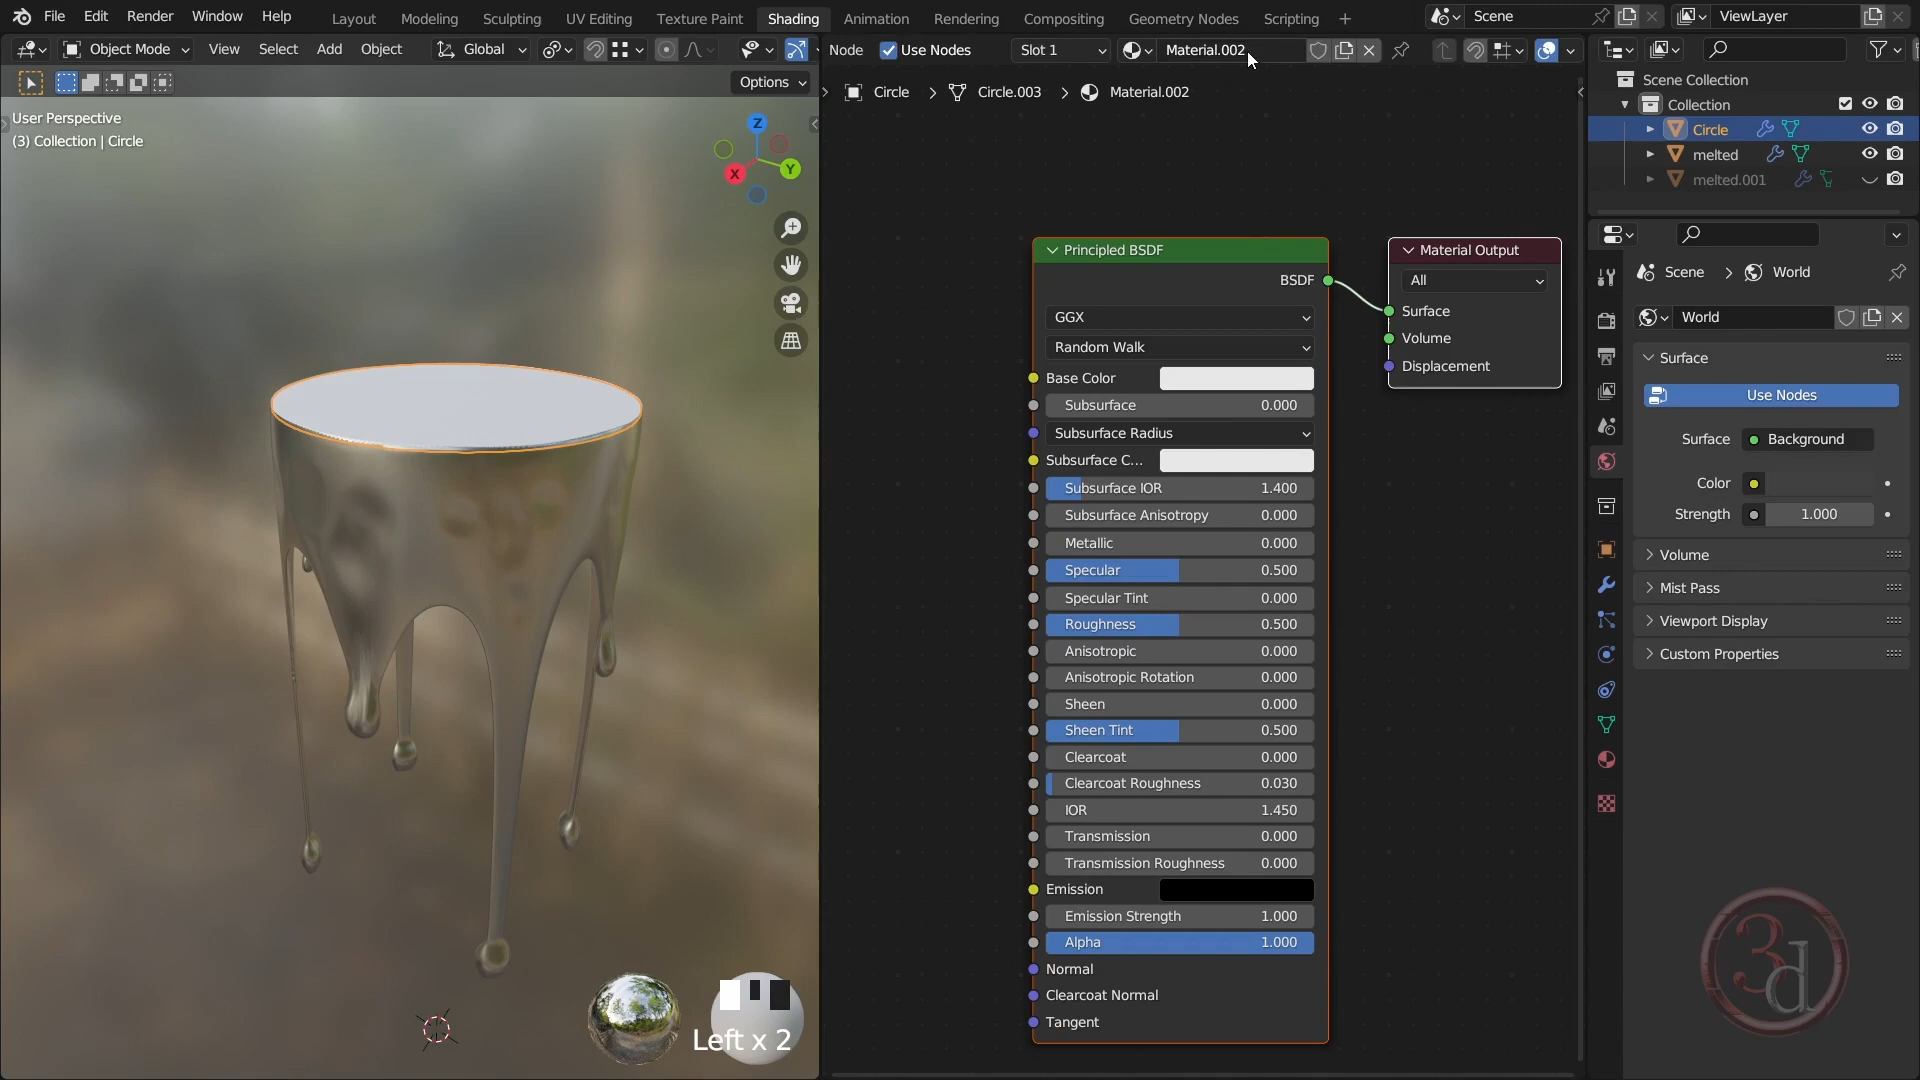 File Edit Render Window Help Layout Modeling Sculpting UV Editing Texture Paint Shading Animation Rendering Compositing Geometry Nodes Scripting + Scene ViewLayer
Object Mode View Select Add Object Global Node Use Nodes Slot 1 Material.002
Options
Circle > Circle.003 > Material.002
User Perspective
(3) Collection | Circle
Z
Y
X
Principled BSDF
BSDF
GGX
Random Walk
Base Color
Subsurface 0.000
Subsurface Radius
Subsurface C...
Subsurface IOR 1.400
Subsurface Anisotropy 0.000
Metallic 0.000
Specular 0.500
Specular Tint 0.000
Roughness 0.500
Anisotropic 0.000
Anisotropic Rotation 0.000
Sheen 0.000
Sheen Tint 0.500
Clearcoat 0.000
Clearcoat Roughness 0.030
IOR 1.450
Transmission 0.000
Transmission Roughness 0.000
Emission
Emission Strength 1.000
Alpha 1.000
Normal
Clearcoat Normal
Tangent
Material Output
All
Surface
Volume
Displacement
Scene Collection
Collection
Circle
melted
melted.001
Scene > World
World
Surface
Use Nodes
Surface Background
Color
Strength 1.000
Volume
Mist Pass
Viewport Display
Custom Properties
Left x 2
3d